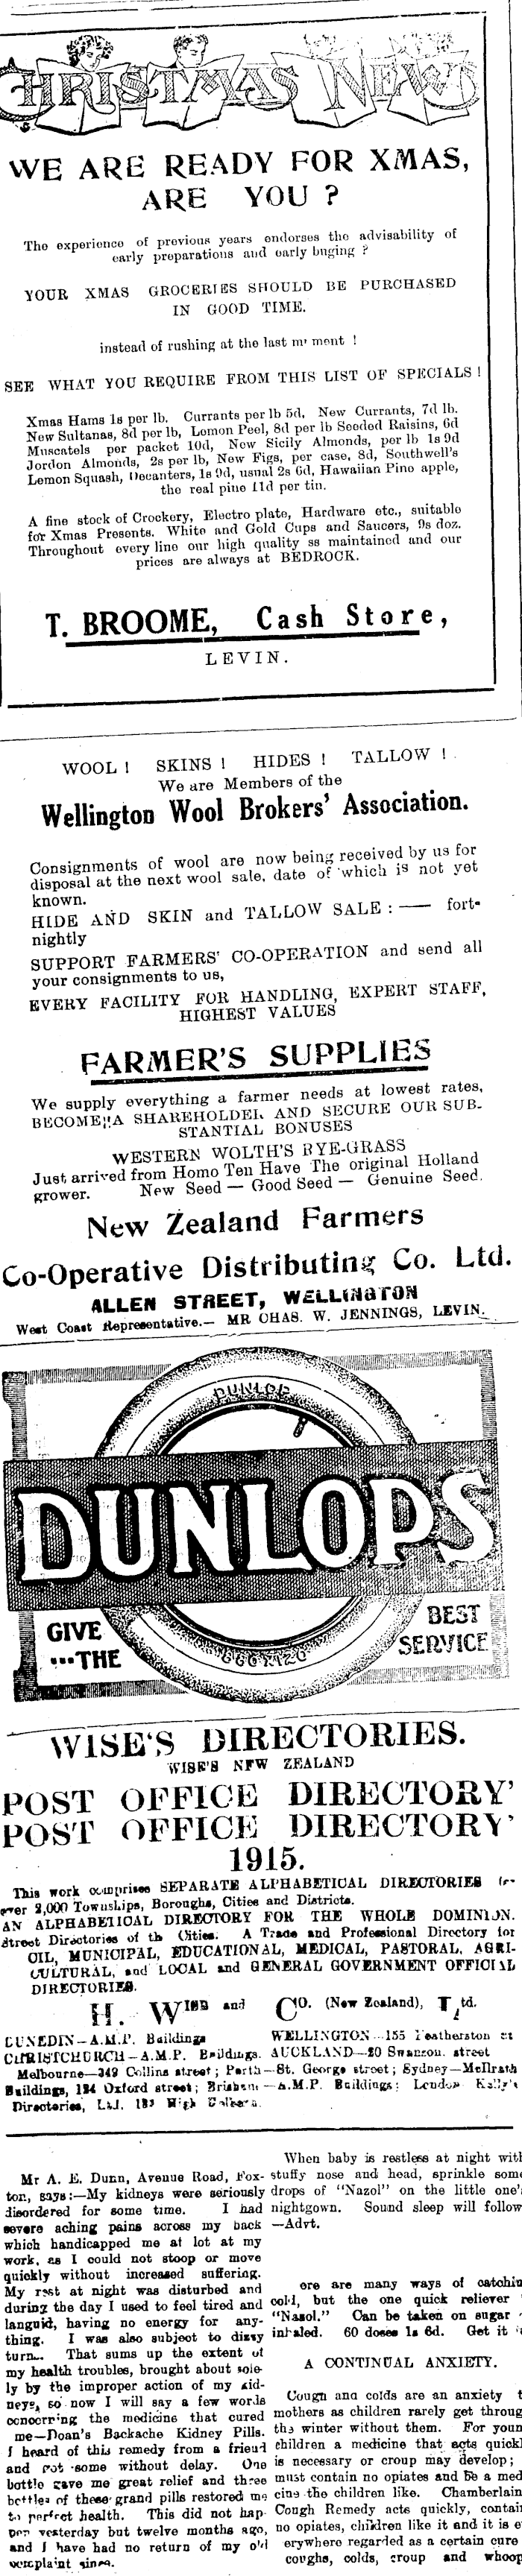 CHRISTMAS NEWS
WE ARE READY FOR XMAS,
ARE YOU ?
The experience of previous years endorses the advisability of
early preparations and early buging ?
YOUR XMAS GROCERIES SHOULD BE PURCHASED
IN GOOD TIME.
instead of rushing at the last m' ment !
SEE WHAT YOU REQUIRE FROM THIS LIST OF SPECIALS !
Xmas Hams 1s per lb. Currants per lb 5d, New Currants, 7d lb.
New Sultanas, 8d per lb, Lemon Peel, 8d per lb Seeded Raisins, 6d
Muscatels per packet 10d, New Sicily Almonds, per lb 1s 9d
Jordon Almonds, 2s per lb, New Figs, per case, 8d, Southwell's
Lemon Squash, Decanters, 1s 9d, usual 2s 6d, Hawaiian Pine apple,
the real pine 11d per tin.
A fine stock of Crockery, Electro plate, Hardware etc., suitable
for Xmas Presents. White and Gold Cups and Saucers, 9s doz.
Throughout every line our high quality ss maintained and our
prices are always at BEDROCK.
T. BROOME, Cash Store,
LEVIN.
WOOL ! SKINS ! HIDES ! TALLOW !
We are Members of the
Wellington Wool Brokers' Association.
Consignments of wool are now being received by us for
disposal at the next wool sale, date of which is not yet
known.
HIDE AND SKIN and TALLOW SALE : — fort-
nightly
SUPPORT FARMERS' CO-OPERATION and send all
your consignments to us,
EVERY FACILITY FOR HANDLING, EXPERT STAFF,
HIGHEST VALUES
FARMER'S SUPPLIES
We supply everything a farmer needs at lowest rates,
BECOME A SHAREHOLDER AND SECURE OUR SUB-
STANTIAL BONUSES
WESTERN WOLTH'S RYE-GRASS
Just arrived from Homo Ten Have The original Holland
grower. New Seed — Good Seed — Genuine Seed.
New Zealand Farmers
Co-Operative Distributing Co. Ltd.
ALLEN STREET, WELLINGTON
West Coast Representative.— MR CHAS. W. JENNINGS, LEVIN.
DUNLOP
DUNLOPS
GIVE
...THE
BEST
SERVICE
WISE'S DIRECTORIES.
WISE'S NEW ZEALAND
POST OFFICE DIRECTORY'
POST OFFICE DIRECTORY'
1915.
This work comprises SEPARATE ALPHABETICAL DIRECTORIES
over 2,000 Townships, Boroughs, Cities and Districts.
AN ALPHABETICAL DIRECTORY FOR THE WHOLE DOMINION.
Street Directories of th Cities. A Trade and Professional Directory for
OIL, MUNICIPAL, EDUCATIONAL, MEDICAL, PASTORAL, AGRI-
CULTURAL, and LOCAL and GENERAL GOVERNMENT OFFICIAL
DIRECTORIES.
H. WISE and CO. (New Zealand), Ltd.
DUNEDIN—A.M.P. Buildings WELLINGTON—155 Featherston st
CHRISTCHURCH—A.M.P. Buildings. AUCKLAND—20 Swanson street
Melbourne—349 Collins street; Perth—St. George street; Sydney—McIlrath
Buildings, 184 Oxford street; Brisbane—A.M.P. Buildings; London Kelly's
Directories, Ltd. High
Mr A. E. Dunn, Avenue Road, Fox-
ton, says:—My kidneys were seriously
disordered for some time. I had
severe aching pains across my back
which handicapped me at lot at my
work, as I could not stoop or move
quickly without increased suffering.
My rest at night was disturbed and
during the day I used to feel tired and
languid, having no energy for any-
thing. I was also subject to dizzy
turn.. That sums up the extent of
my health troubles, brought about sole-
ly by the improper action of my kid-
neys, so now I will say a few words
concerring the medicine that cured
me—Doan's Backache Kidney Pills.
I heard of this remedy from a friend
and got some without delay. One
bottle gave me great relief and three
bottles of these grand pills restored me
to perfect health. This did not hap
pen yesterday but twelve months ago,
and I have had no return of my old
complaint since.
When baby is restless at night with
stuffy nose and head, sprinkle some
drops of "Nazol" on the little one's
nightgown. Sound sleep will follow
—Advt.
ere are many ways of catchin
cold, but the one quick reliever
"Nasol." Can be taken on sugar
inhaled. 60 doses 1s 6d. Get it
A CONTINUAL ANXIETY.
Cough and colds are an anxiety t
mothers as children rarely get throug
the winter without them. For youn
children a medicine that acts quickl
is necessary or croup may develop;
must contain no opiates and be a med
cine the children like. Chamberlain
Cough Remedy acts quickly, contain
no opiates, children like it and it is e
erywhere regarded as a certain cure
coughs, colds, croup and whoop